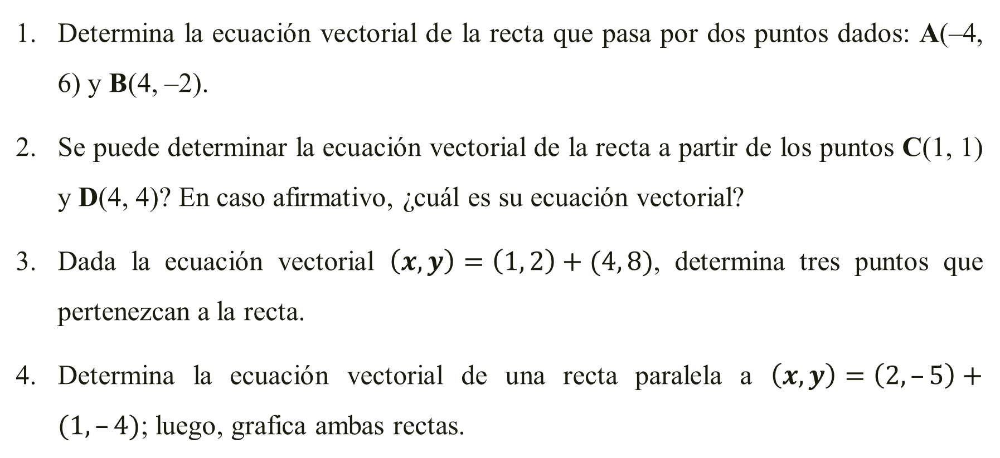 1. Determina la ecuación vectorial de la recta que pasa por dos puntos dados: A(–4,
6) y B(4, –2).
2. Se puede determinar la ecuación vectorial de la recta a partir de los puntos C(1, 1)
y D(4, 4)? En caso afirmativo, ¿cuál es su ecuación vectorial?
3. Dada la ecuación vectorial (x, y) = (1, 2) + (4, 8), determina tres puntos que
pertenezcan a la recta.
4. Determina la ecuación vectorial de una recta paralela a (x, y) = (2, – 5) +
(1, – 4); luego, grafica ambas rectas.